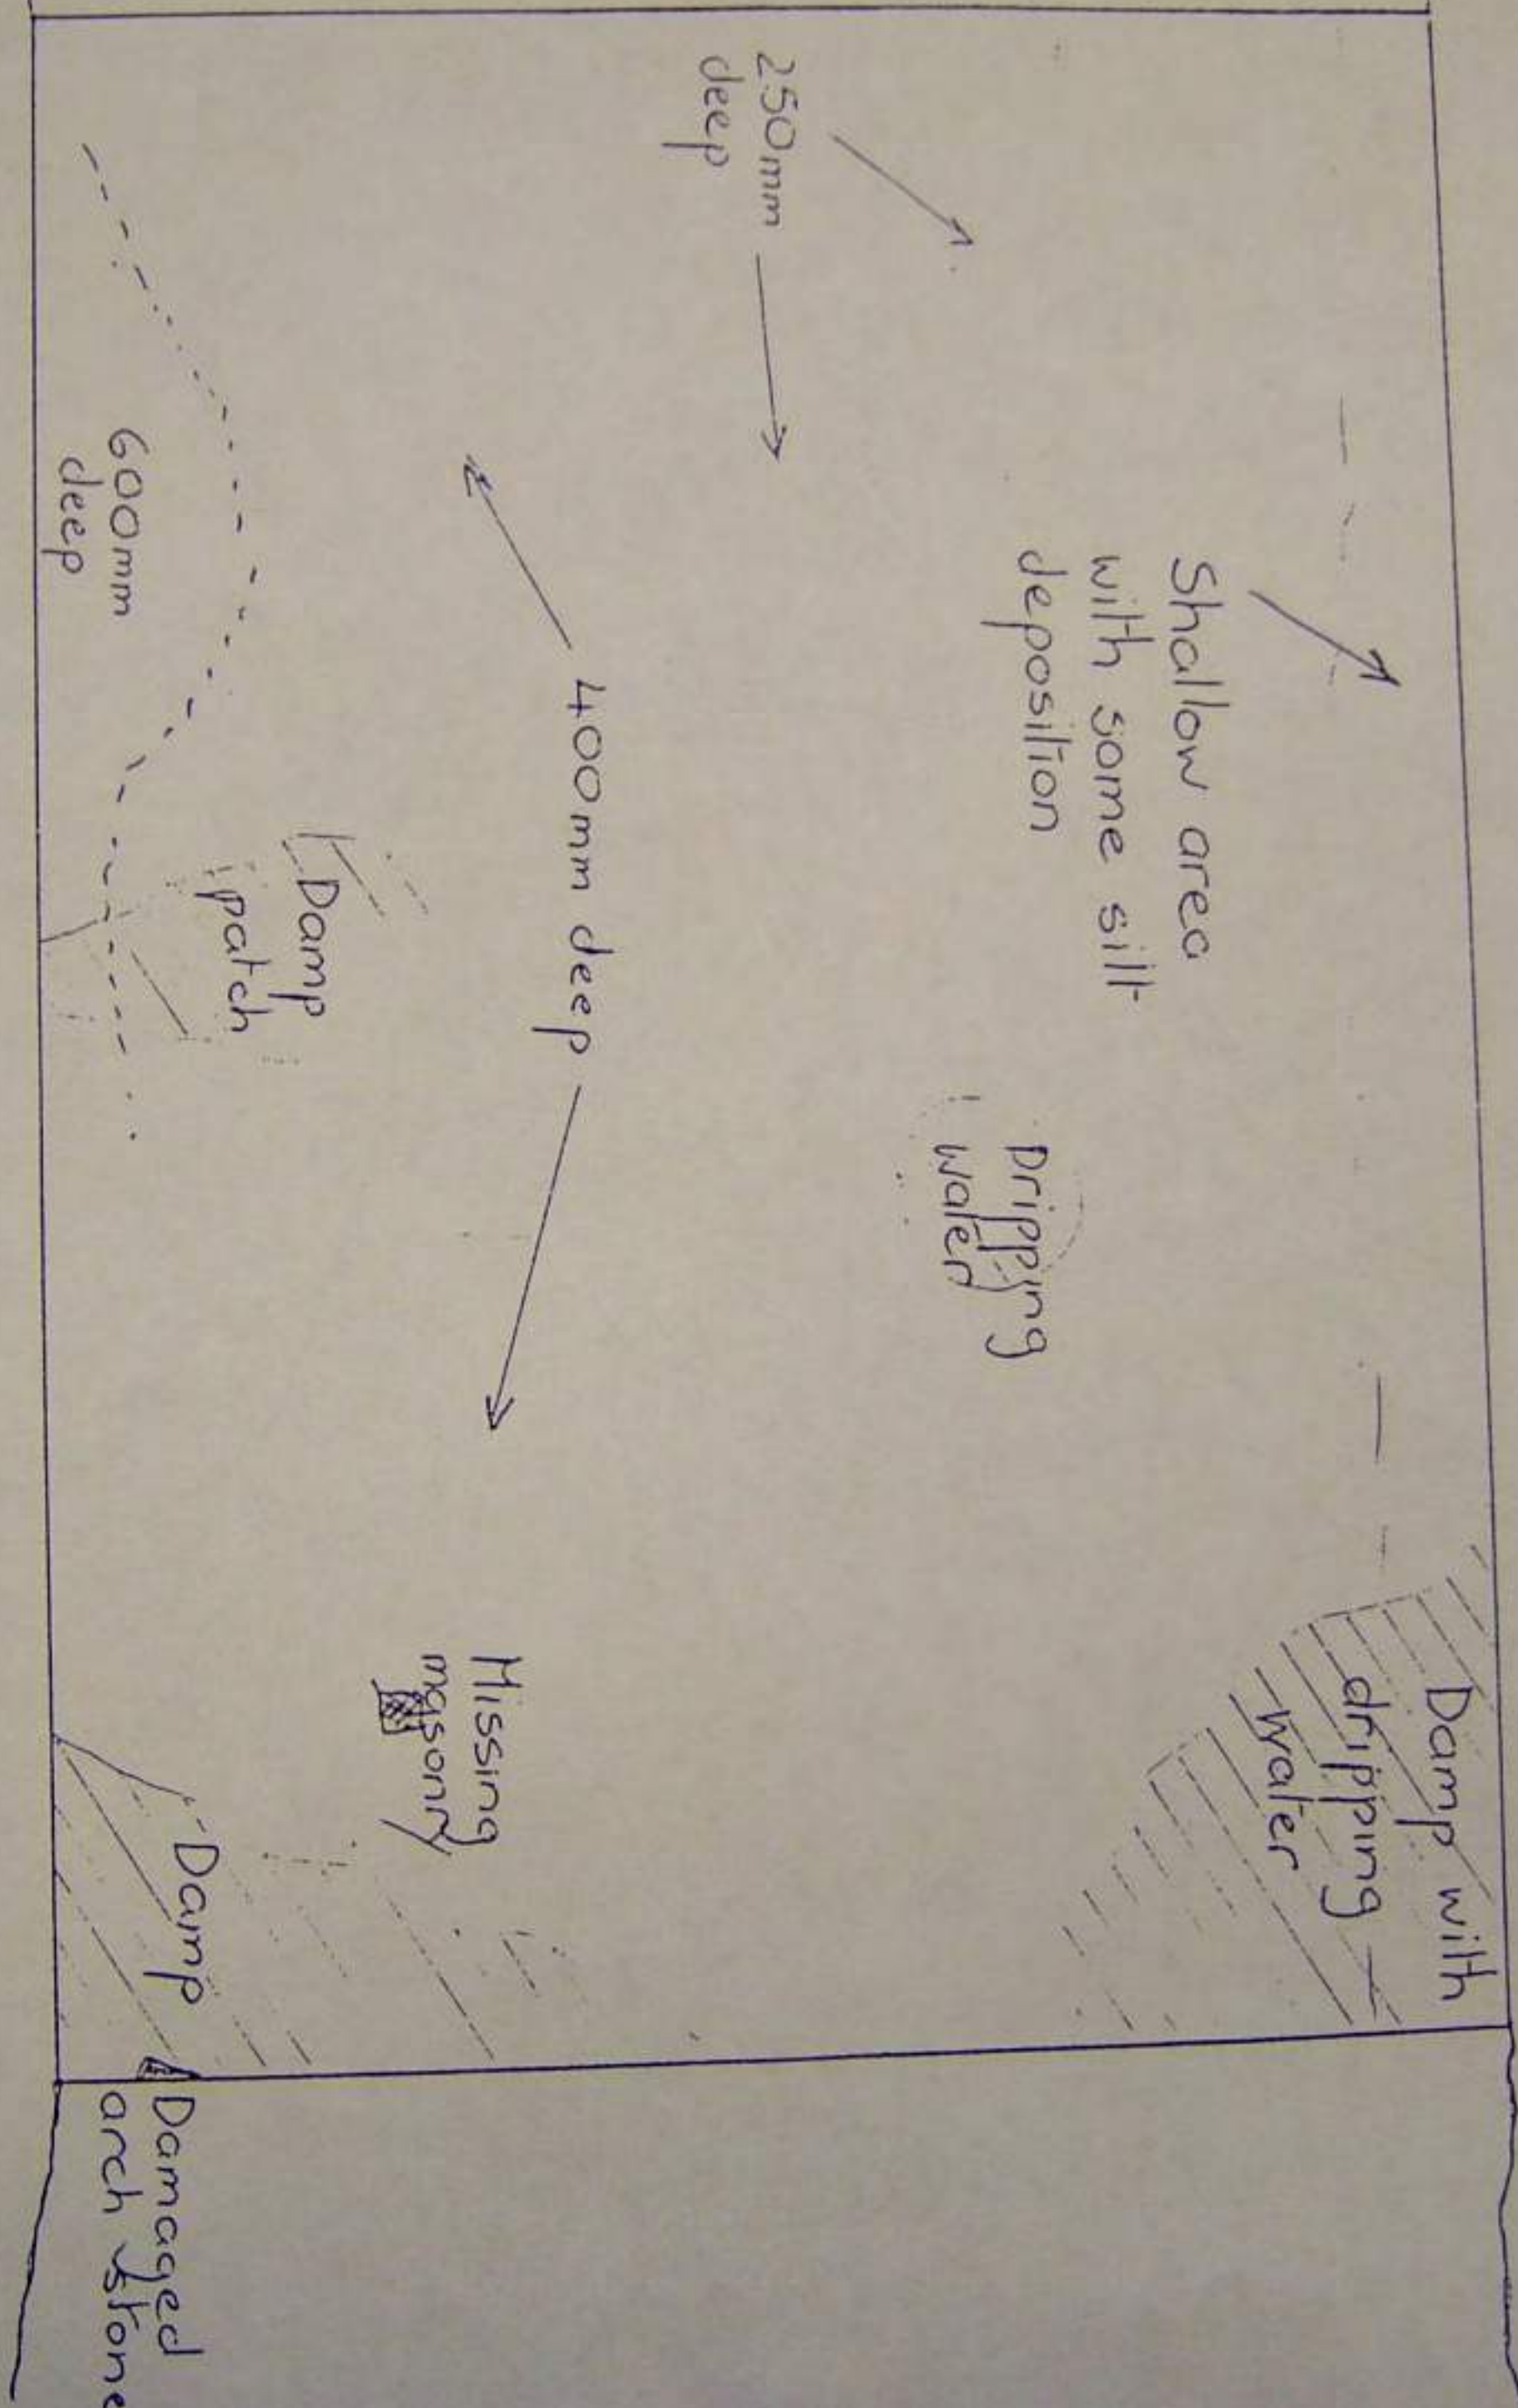 Damp with
dripping
water
Shallow area
with some silt
deposition
Dripping
water
250mm
deep
400mm deep
Missing
masonry
Damp
patch
600mm
deep
Damp
Damaged
arch stone